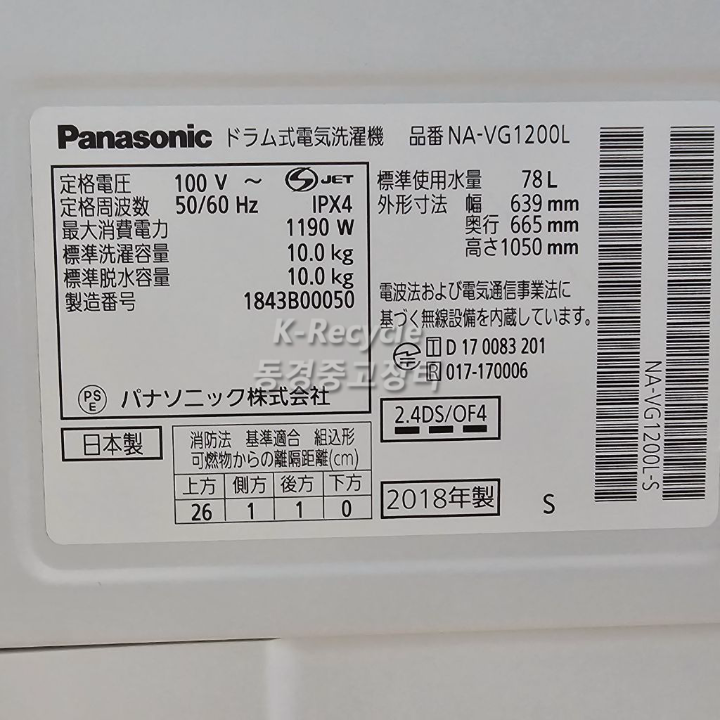 Panasonic ドラム式電気洗濯機 品番 NA-VG1200L
定格電圧 100 V ～ S JET
定格周波数 50/60 Hz IPX4
最大消費電力 1190 W
標準洗濯容量 10.0 kg
標準脱水容量 10.0 kg
製造番号 1843B00050
PS E パナソニック株式会社
標準使用水量 78 L
外形寸法 幅 639 mm
奥行 665 mm
高さ 1050 mm
電波法および電気通信事業法に
基づく無線設備を内蔵しています。
T D 17 0083 201
R 017-170006
日本製
消防法 基準適合 組込形
可燃物からの離隔距離(cm)
上方 側方 後方 下方
26 1 1 0
2.4DS/OF4
2018年製 S
NA-VG1200L-S
K-Recycle
동경중고장터